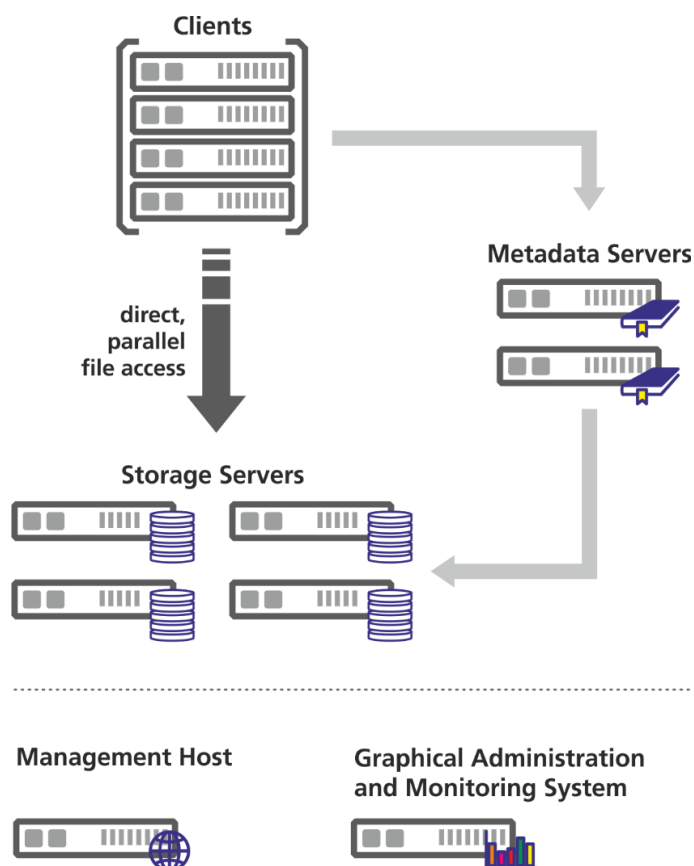 Clients
Metadata Servers
direct,
parallel
file access
Storage Servers
Management Host
Graphical Administration
and Monitoring System